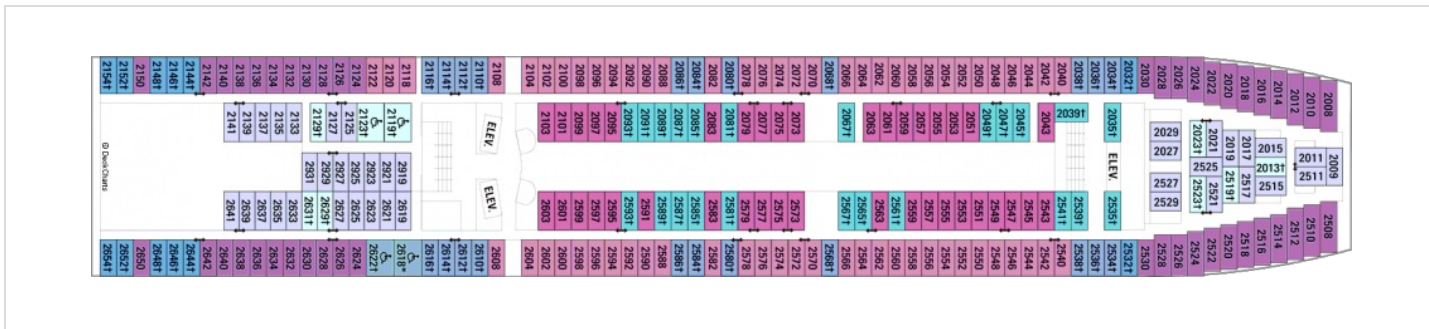 2154† 2152† 2150 2148† 2146† 2144† 2142 2140 2138 2136 2134 2132 2130 2128 2126 2124 2122 2120 2118 2116† 2114† 2112† 2110† 2108 2104 2102 2100 2098 2096 2094 2092 2090 2088 2086† 2084† 2082 2080† 2078 2076 2074 2072 2070 2068† 2066 2064 2062 2060 2058 2056 2054 2052 2050 2048 2046 2044 2042 2040 2038† 2036† 2034† 2032† 2030 2028 2026 2024 2022 2020 2018 2016 2014 2012 2010 2008
2141 2139 2137 2135 2133 2129† 2127 2125 2123† 2119† ELEV. 2103 2101 2099 2097 2095 2093† 2091† 2089† 2087† 2085† 2083 2081† 2079 2077 2075 2073 2067† 2063 2061 2059 2057 2055 2053 2051 2049† 2047† 2045† 2043 2039† 2035†
2029 2023† 2021 2019 2017 2015
2027 2013† 2011 2009
© DeckCharts
2931 2929 2927 2925 2923 2921 2919
ELEV.
2525 2511
2527 2523† 2521 2519† 2517 2515
2529
2641 2639 2637 2635 2633 2631† 2629† 2627 2625 2623 2621 2619 ELEV. 2603 2601 2599 2597 2595 2593† 2591 2589† 2587† 2585† 2583 2581† 2579 2577 2575 2573 2567† 2565† 2563 2561† 2559 2557 2555 2553 2551 2549 2547 2545 2543 2541† 2539† 2535†
2654† 2652† 2650 2648† 2646† 2644† 2642 2640 2638 2636 2634 2632 2630 2628 2626 2624 2622† 2618* 2616† 2614† 2612† 2610† 2608 2604 2602 2600 2598 2596 2594 2592 2590 2588 2586† 2584† 2582 2580† 2578 2576 2574 2572 2570 2568† 2566 2564 2562 2560 2558 2556 2554 2552 2550 2548 2546 2544 2542 2540 2538† 2536† 2534† 2532† 2530 2528 2526 2524 2522 2520 2518 2516 2514 2512 2510 2508